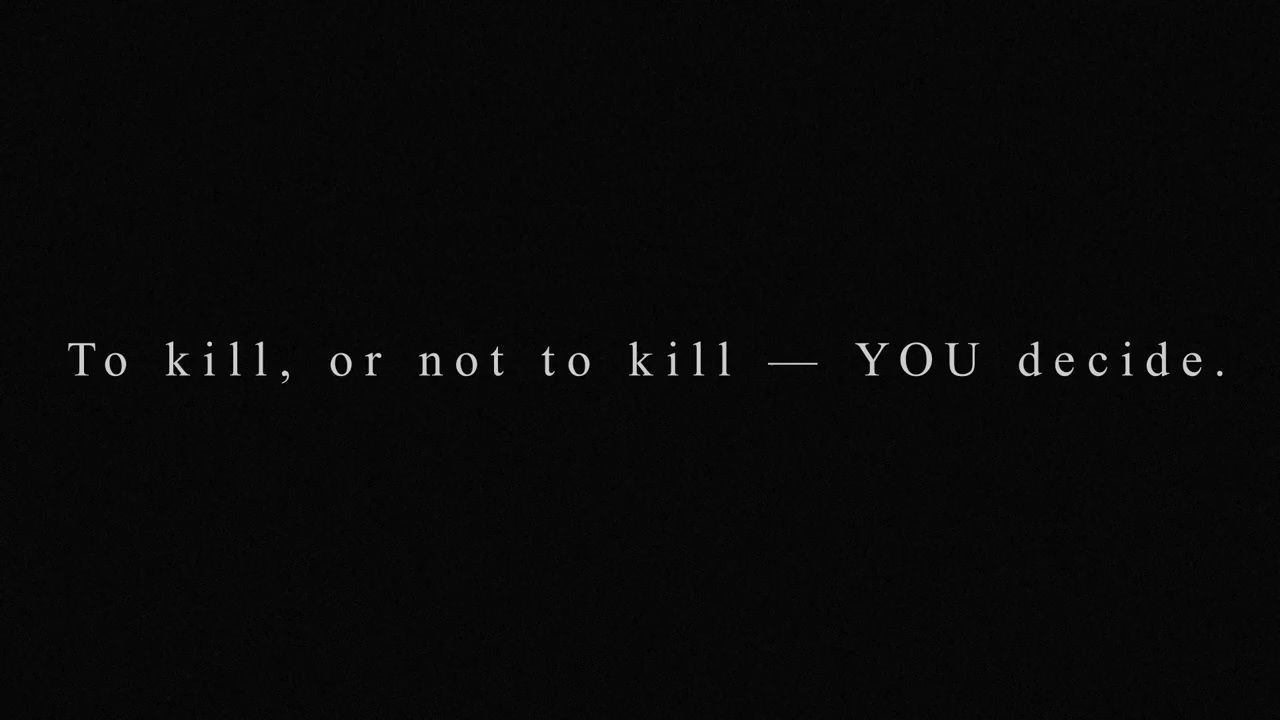 To kill, or not to kill — YOU decide.